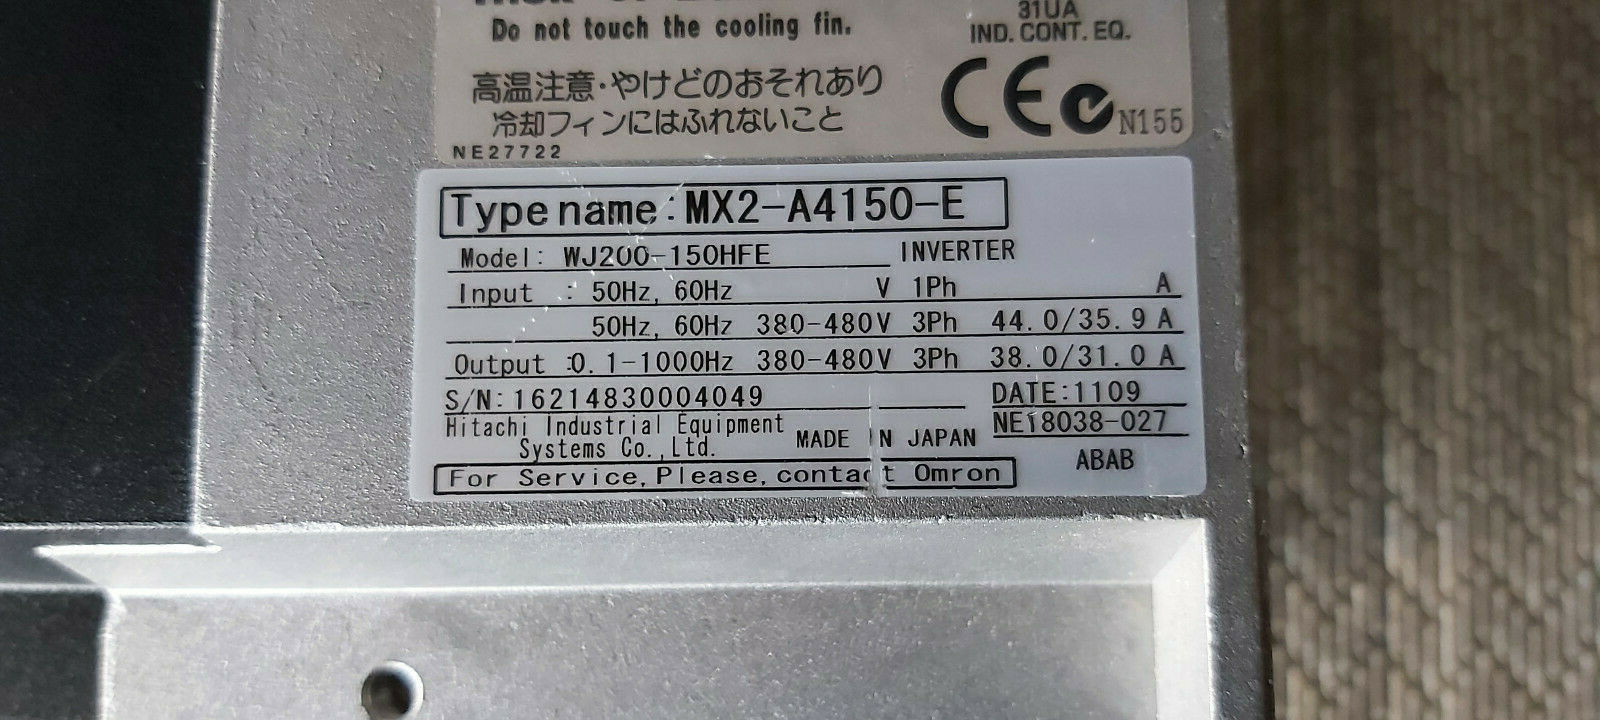 Do not touch the cooling fin.
高温注意・やけどのおそれあり
冷却フィンにはふれないこと
NE27722
31UA
IND. CONT. EQ.
CE N155
Type name: MX2-A4150-E
Model: WJ200-150HFE INVERTER
Input : 50Hz, 60Hz V 1Ph A
50Hz, 60Hz 380-480V 3Ph 44.0/35.9 A
Output :0.1-1000Hz 380-480V 3Ph 38.0/31.0 A
S/N: 16214830004049 DATE:1109
Hitachi Industrial Equipment
Systems Co.,Ltd. MADE IN JAPAN NE18038-027
For Service, Please, contact Omron ABAB